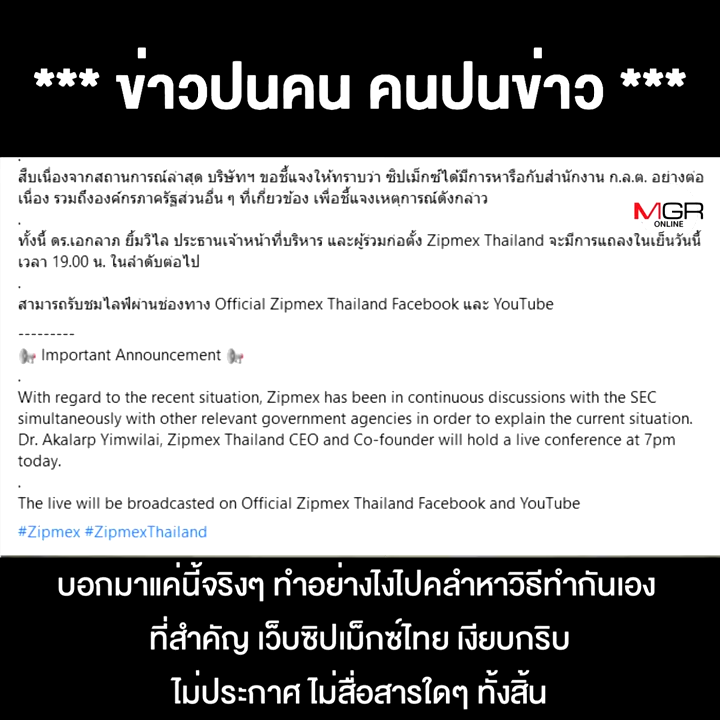 *** ข่าวปนคน คนปนข่าว ***
.
สืบเนื่องจากสถานการณ์ล่าสุด บริษัทฯ ขอชี้แจงให้ทราบว่า ซิปเม็กซ์ได้มีการหารือกับสำนักงาน ก.ล.ต. อย่างต่อ
เนื่อง รวมถึงองค์กรภาครัฐส่วนอื่น ๆ ที่เกี่ยวข้อง เพื่อชี้แจงเหตุการณ์ดังกล่าว
MGR
ONLINE
.
ทั้งนี้ ดร.เอกลาภ ยิ้มวิไล ประธานเจ้าหน้าที่บริหาร และผู้ร่วมก่อตั้ง Zipmex Thailand จะมีการแถลงในเย็นวันนี้
เวลา 19.00 น. ในลำดับต่อไป
.
สามารถรับชมไลฟ์ผ่านช่องทาง Official Zipmex Thailand Facebook และ YouTube
---------
📢 Important Announcement 📢
.
With regard to the recent situation, Zipmex has been in continuous discussions with the SEC
simultaneously with other relevant government agencies in order to explain the current situation.
Dr. Akalarp Yimwilai, Zipmex Thailand CEO and Co-founder will hold a live conference at 7pm
today.
.
The live will be broadcasted on Official Zipmex Thailand Facebook and YouTube
#Zipmex #ZipmexThailand
บอกมาแค่นี้จริงๆ ทำอย่างไงไปคลำหาวิธีทำกันเอง
ที่สำคัญ เว็บซิปเม็กซ์ไทย เงียบกริบ
ไม่ประกาศ ไม่สื่อสารใดๆ ทั้งสิ้น